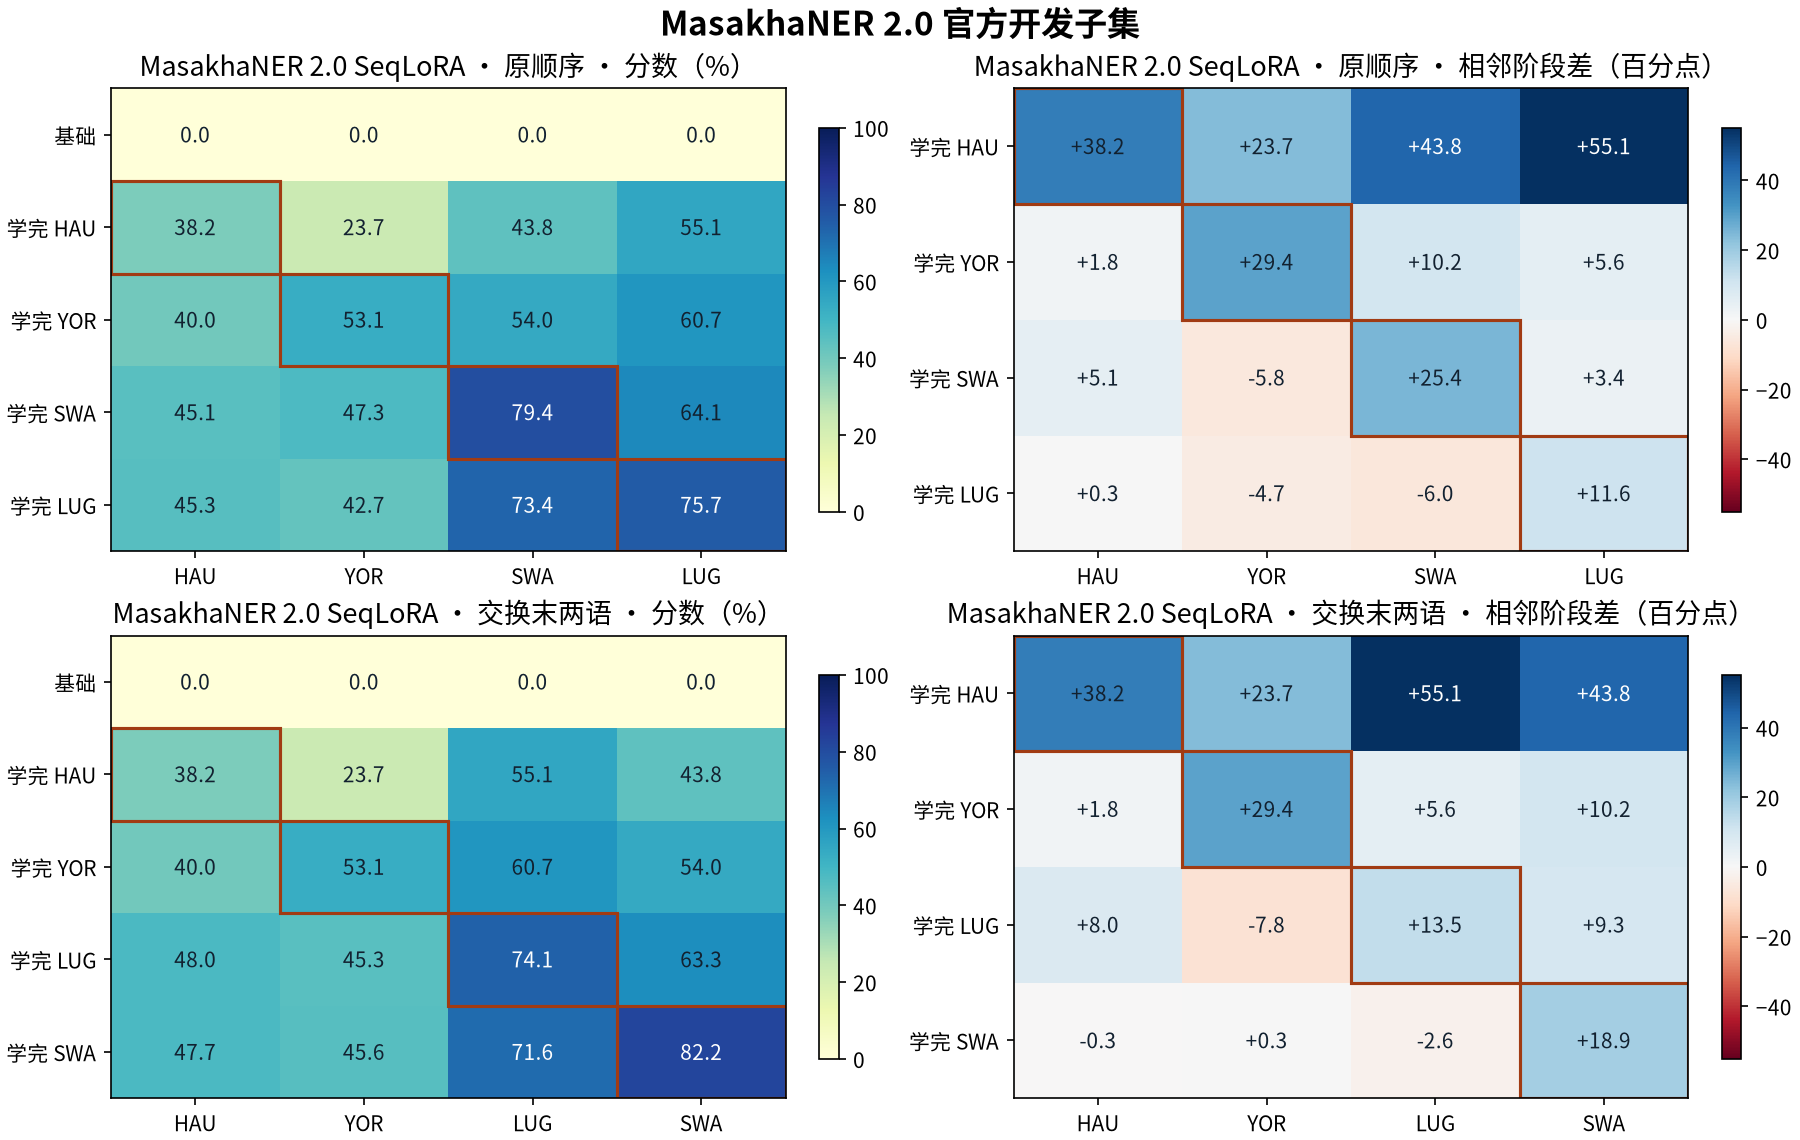 MasakhaNER 2.0 官方开发子集
MasakhaNER 2.0 SeqLoRA • 原顺序 • 分数（%）
基础 0.0 0.0 0.0 0.0
学完 HAU 38.2 23.7 43.8 55.1
学完 YOR 40.0 53.1 54.0 60.7
学完 SWA 45.1 47.3 79.4 64.1
学完 LUG 45.3 42.7 73.4 75.7
HAU YOR SWA LUG
100
80
60
40
20
0
MasakhaNER 2.0 SeqLoRA • 原顺序 • 相邻阶段差（百分点）
学完 HAU +38.2 +23.7 +43.8 +55.1
学完 YOR +1.8 +29.4 +10.2 +5.6
学完 SWA +5.1 -5.8 +25.4 +3.4
学完 LUG +0.3 -4.7 -6.0 +11.6
HAU YOR SWA LUG
40
20
0
−20
−40
MasakhaNER 2.0 SeqLoRA • 交换末两语 • 分数（%）
基础 0.0 0.0 0.0 0.0
学完 HAU 38.2 23.7 55.1 43.8
学完 YOR 40.0 53.1 60.7 54.0
学完 LUG 48.0 45.3 74.1 63.3
学完 SWA 47.7 45.6 71.6 82.2
HAU YOR LUG SWA
100
80
60
40
20
0
MasakhaNER 2.0 SeqLoRA • 交换末两语 • 相邻阶段差（百分点）
学完 HAU +38.2 +23.7 +55.1 +43.8
学完 YOR +1.8 +29.4 +5.6 +10.2
学完 LUG +8.0 -7.8 +13.5 +9.3
学完 SWA -0.3 +0.3 -2.6 +18.9
HAU YOR LUG SWA
40
20
0
−20
−40